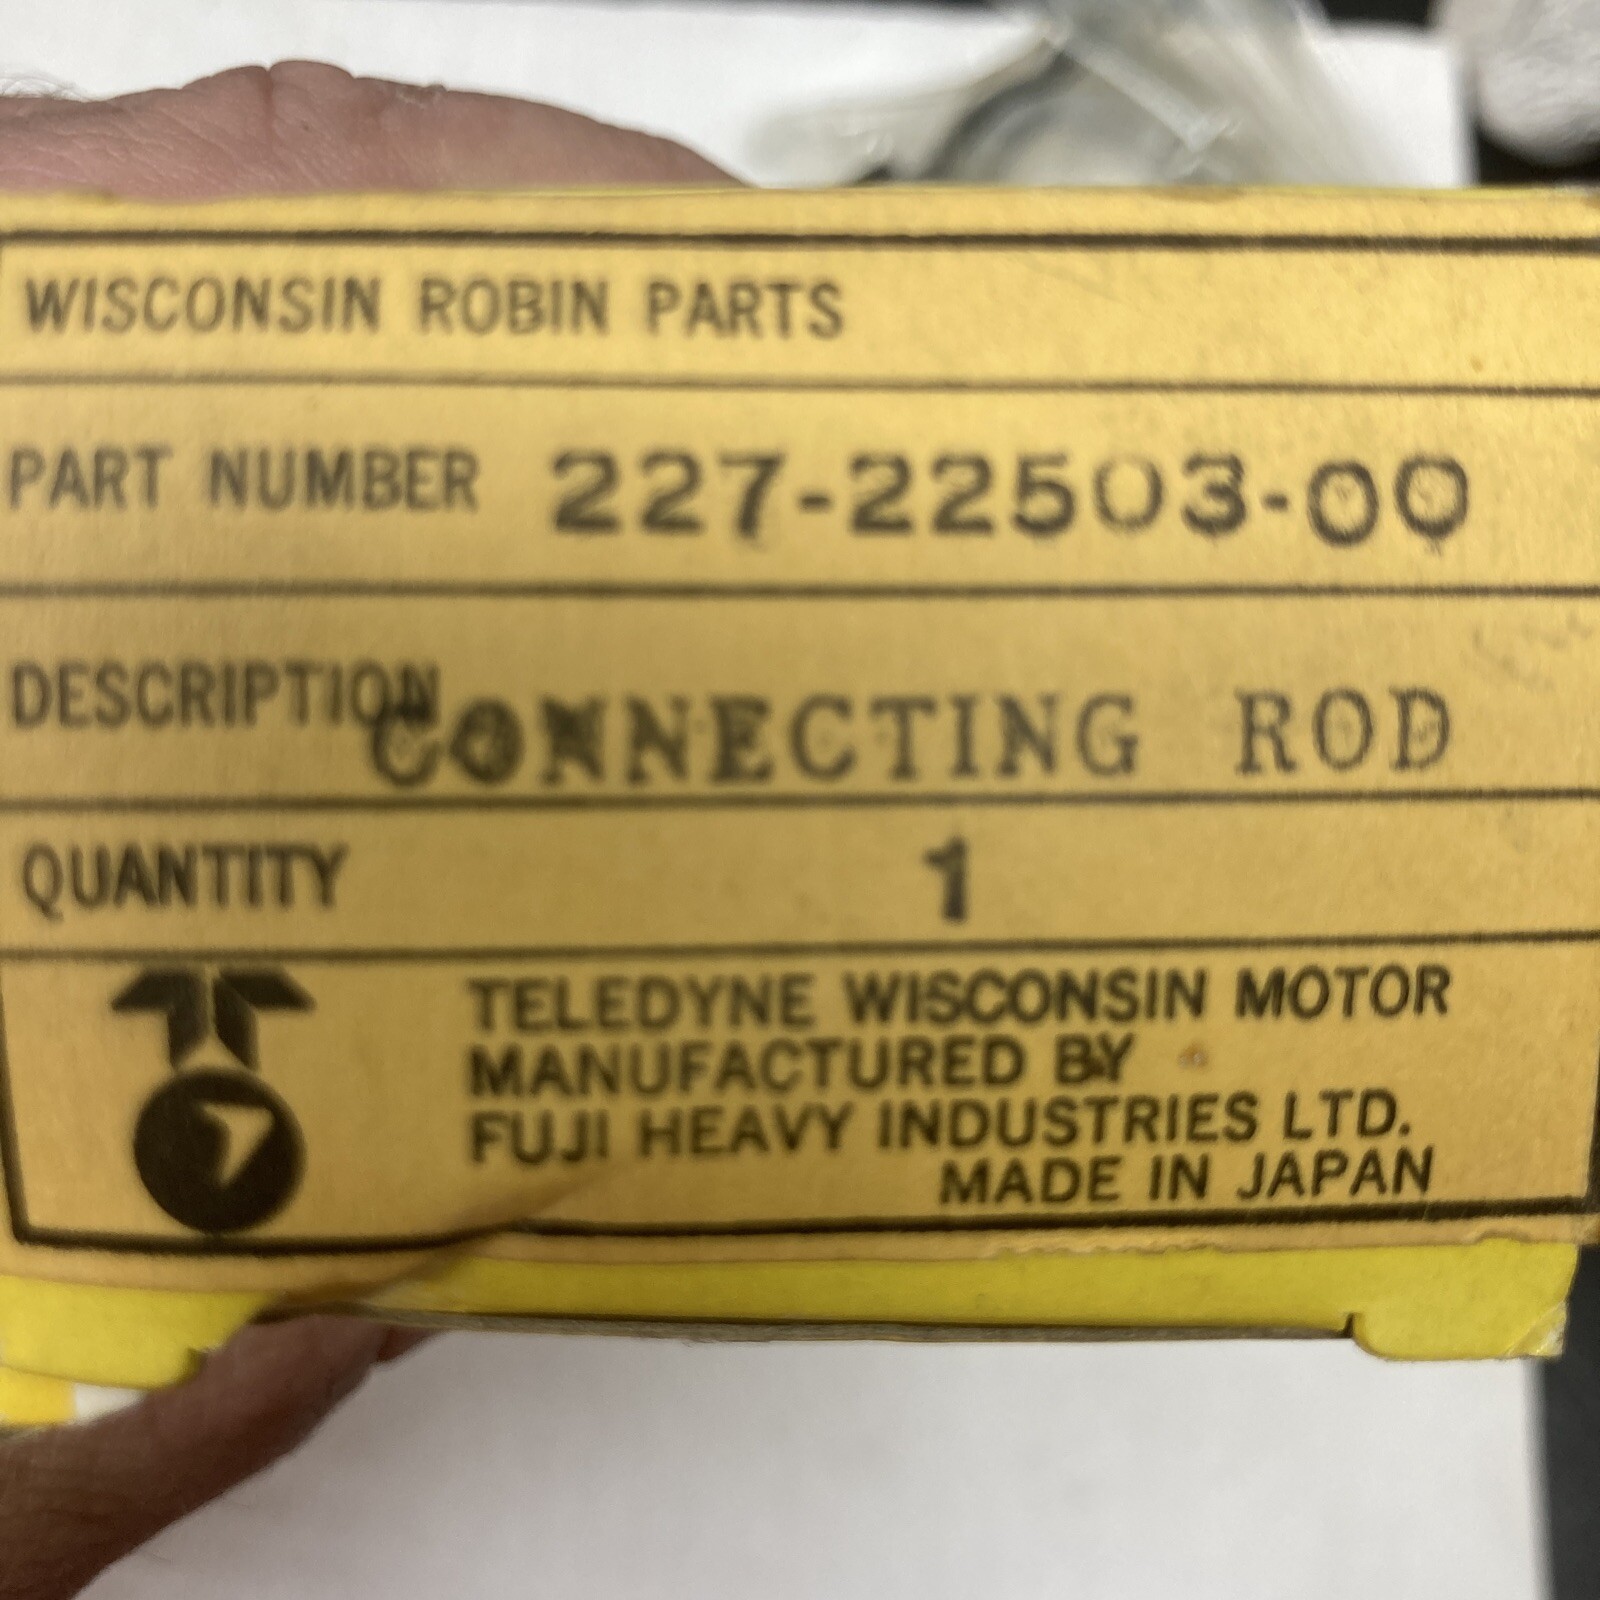 WISCONSIN ROBIN PARTS
PART NUMBER 227-22503-00
DESCRIPTION CONNECTING ROD
QUANTITY 1
TELEDYNE WISCONSIN MOTOR
MANUFACTURED BY
FUJI HEAVY INDUSTRIES LTD.
MADE IN JAPAN